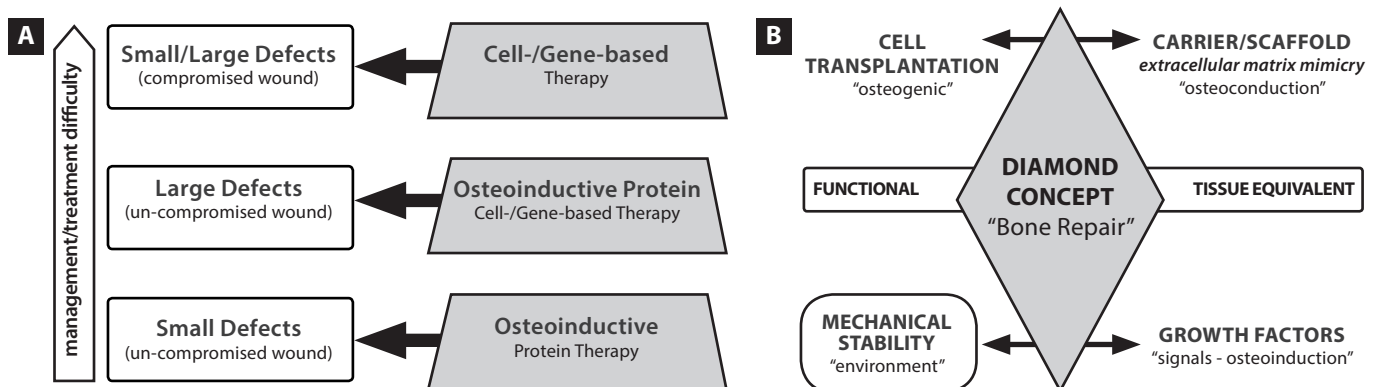 A
management/treatment difficulty
Small/Large Defects
(compromised wound)
Cell-/Gene-based
Therapy
Large Defects
(un-compromised wound)
Osteoinductive Protein
Cell-/Gene-based Therapy
Small Defects
(un-compromised wound)
Osteoinductive
Protein Therapy
B
CELL
TRANSPLANTATION
"osteogenic"
CARRIER/SCAFFOLD
extracellular matrix mimicry
"osteoconduction"
FUNCTIONAL
DIAMOND
CONCEPT
"Bone Repair"
TISSUE EQUIVALENT
MECHANICAL
STABILITY
"environment"
GROWTH FACTORS
"signals - osteoinduction"